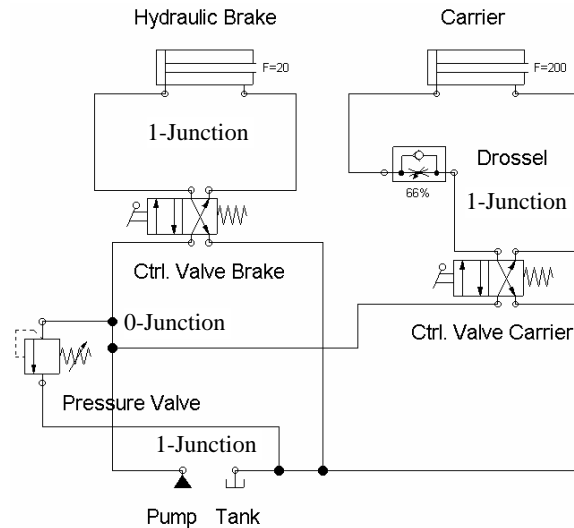 Hydraulic Brake
Carrier
F=20
F=200
1-Junction
Drossel
66%
1-Junction
Ctrl. Valve Brake
0-Junction
Ctrl. Valve Carrier
Pressure Valve
1-Junction
Pump
Tank